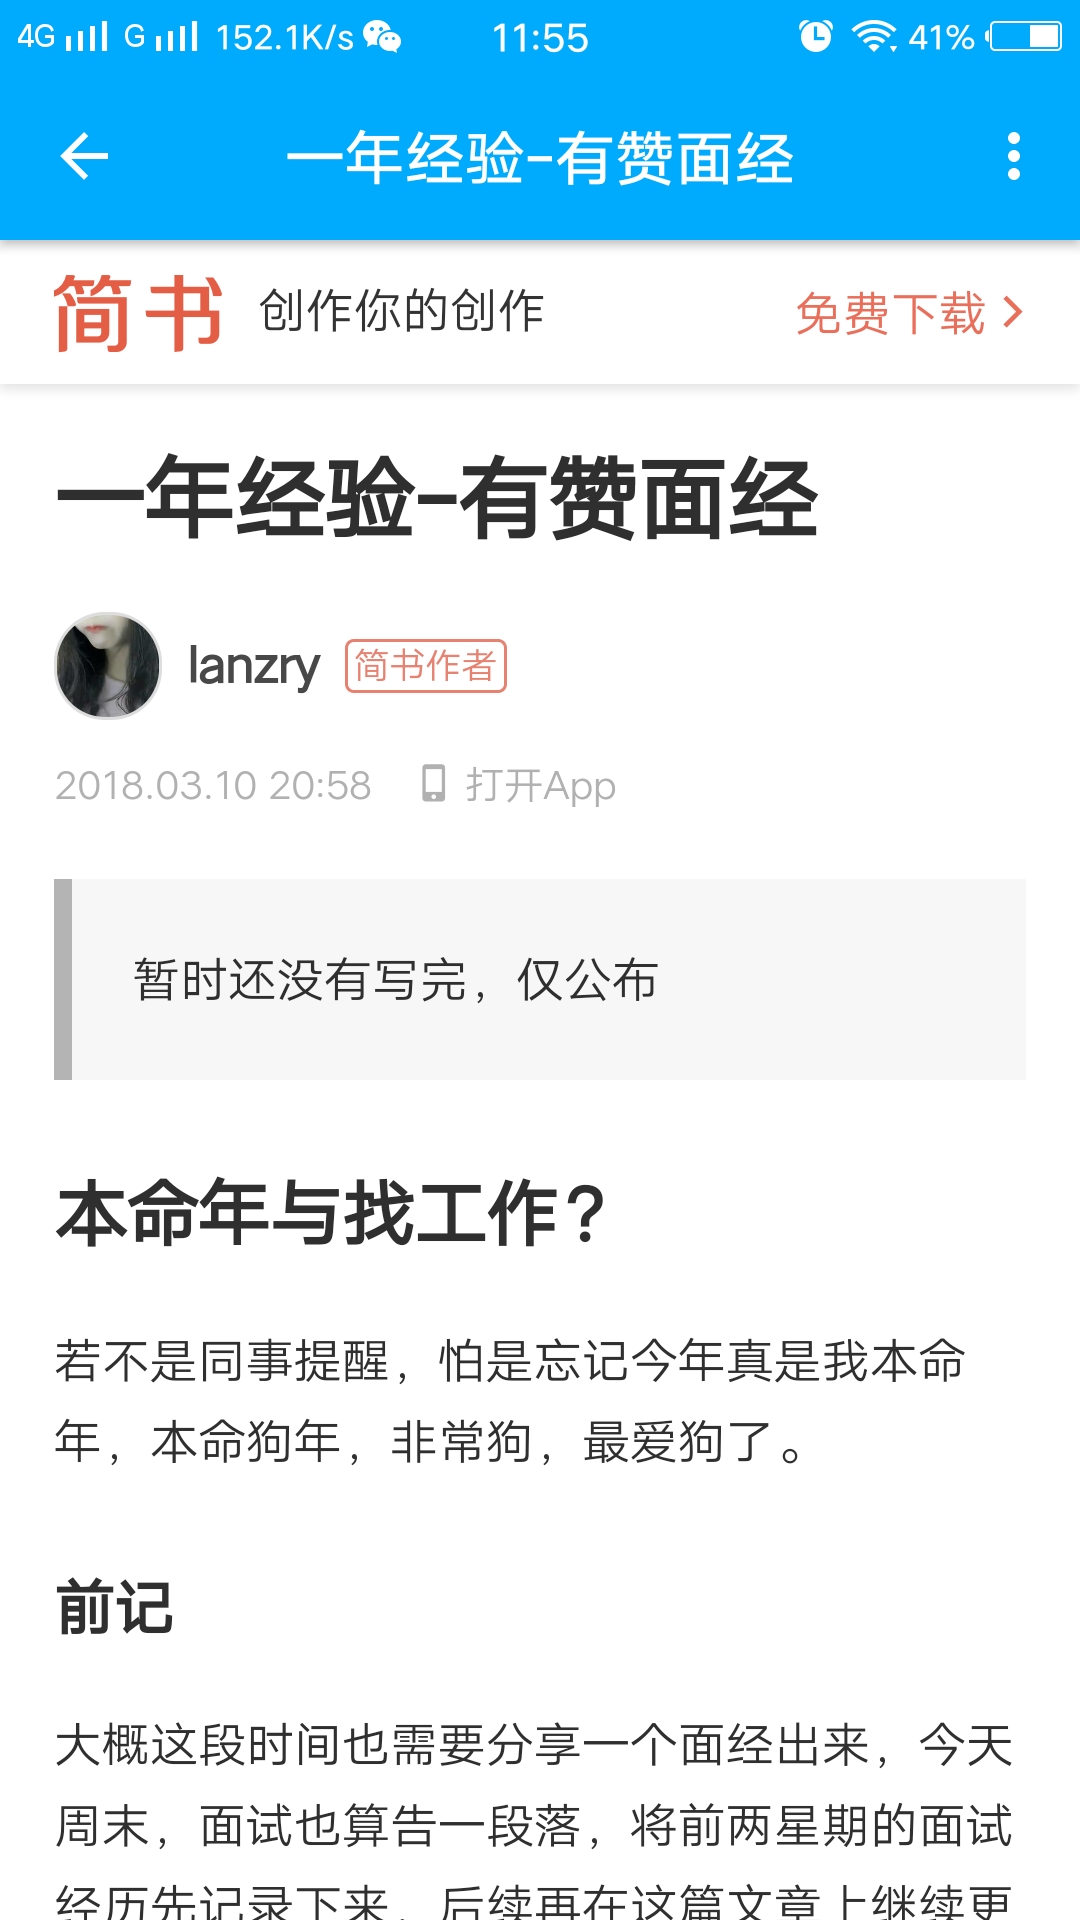 4G G 152.1K/s 11:55 41%
一年经验-有赞面经
简书 创作你的创作 免费下载
一年经验-有赞面经
lanzry 简书作者
2018.03.10 20:58 打开App
暂时还没有写完，仅公布
本命年与找工作？
若不是同事提醒，怕是忘记今年真是我本命
年，本命狗年，非常狗，最爱狗了。
前记
大概这段时间也需要分享一个面经出来，今天
周末，面试也算告一段落，将前两星期的面试
经历先记录下来，后续再在这篇文章上继续更